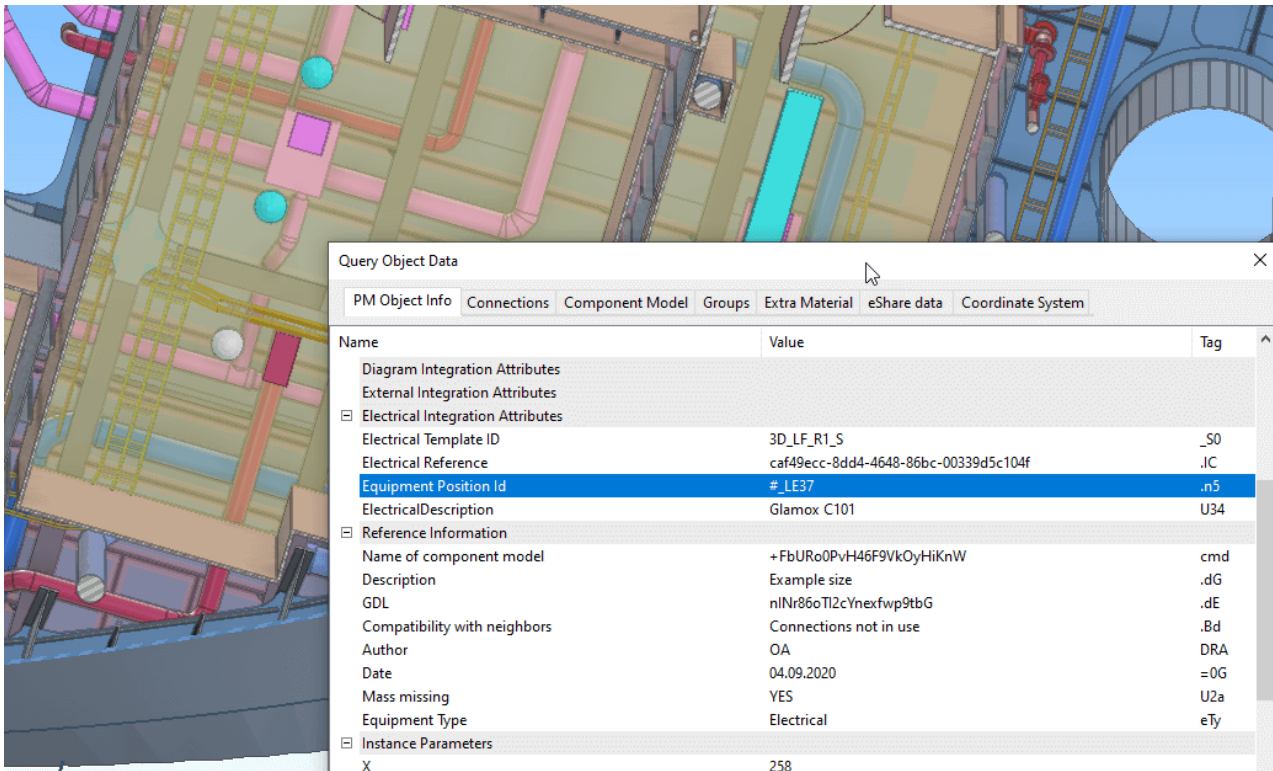 Query Object Data
PM Object Info Connections Component Model Groups Extra Material eShare data Coordinate System
Name Value Tag
Diagram Integration Attributes
External Integration Attributes
Electrical Integration Attributes
Electrical Template ID 3D_LF_R1_S _S0
Electrical Reference caf49ecc-8dd4-4648-86bc-00339d5c104f .IC
Equipment Position Id #_LE37 .n5
ElectricalDescription Glamox C101 U34
Reference Information
Name of component model +FbURo0PvH46F9VkOyHiKnW cmd
Description Example size .dG
GDL nINr86oTI2cYnexfwp9tbG .dE
Compatibility with neighbors Connections not in use .Bd
Author OA DRA
Date 04.09.2020 =0G
Mass missing YES U2a
Equipment Type Electrical eTy
Instance Parameters
X 258